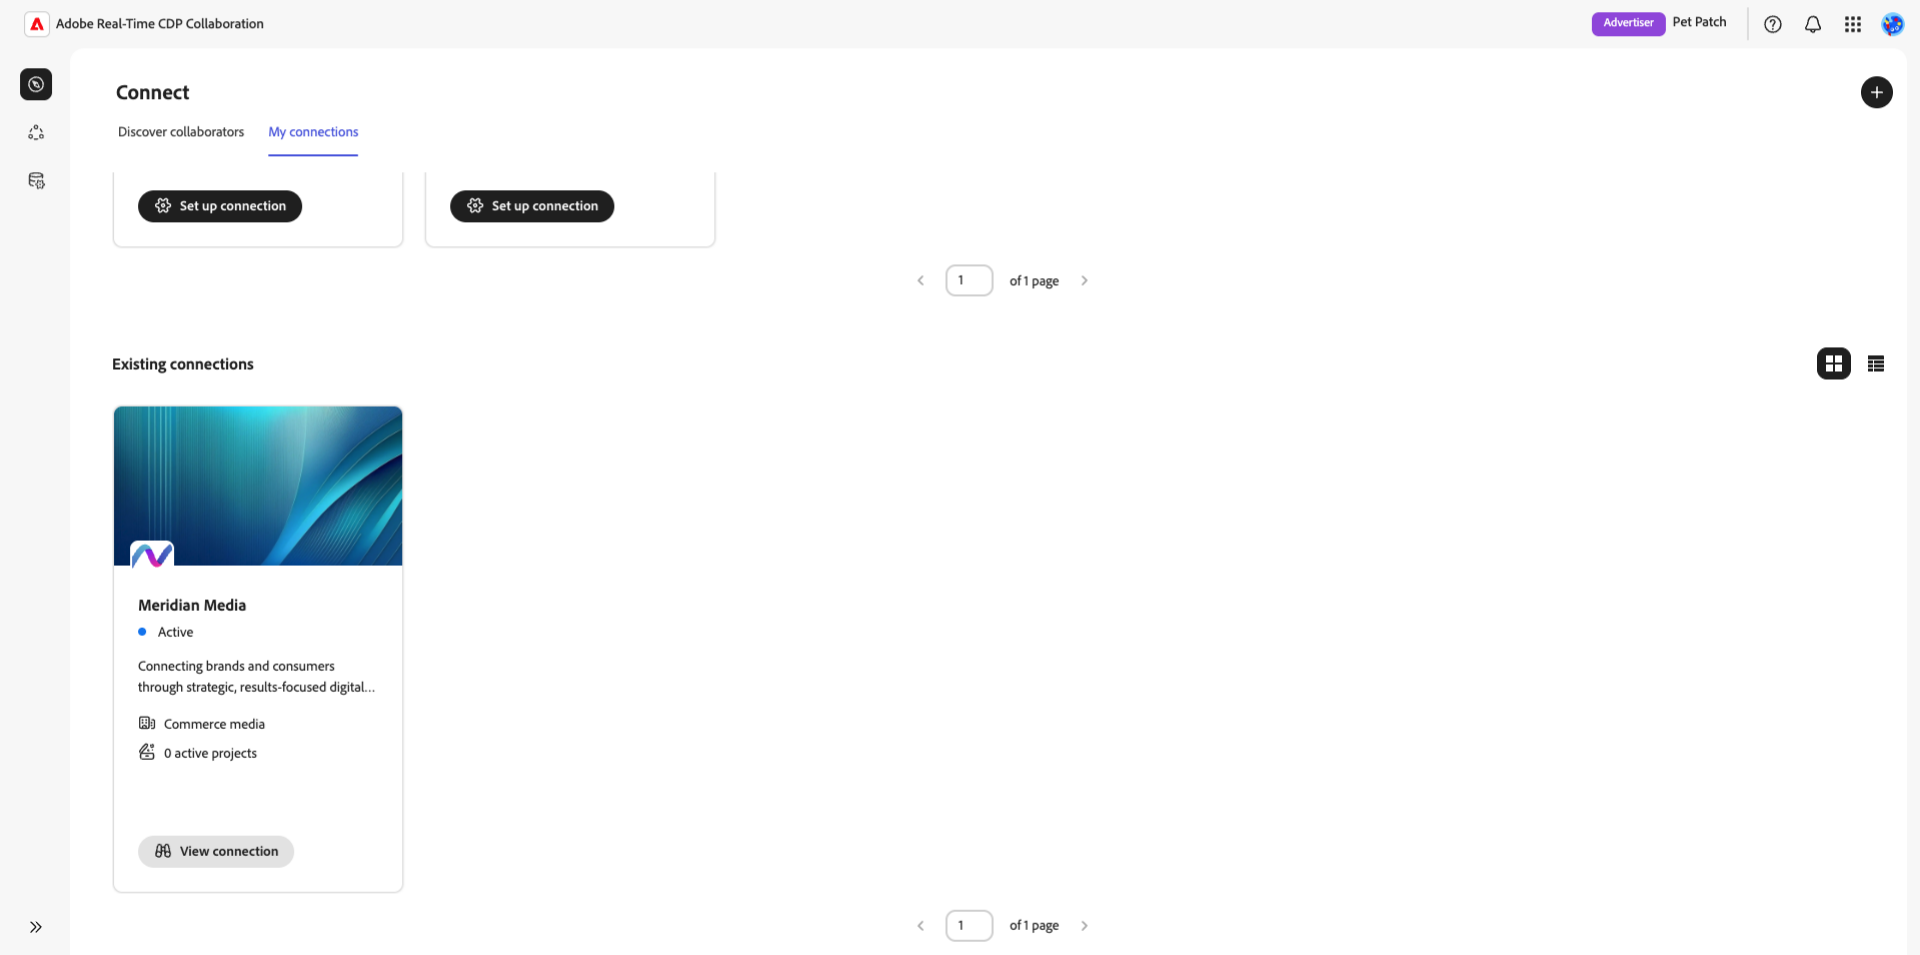 Adobe Real-Time CDP Collaboration
Advertiser
Pet Patch
Connect
Discover collaborators
My connections
Set up connection
Set up connection
1
of 1 page
Existing connections
Meridian Media
Active
Connecting brands and consumers
through strategic, results-focused digital...
Commerce media
0 active projects
View connection
1
of 1 page